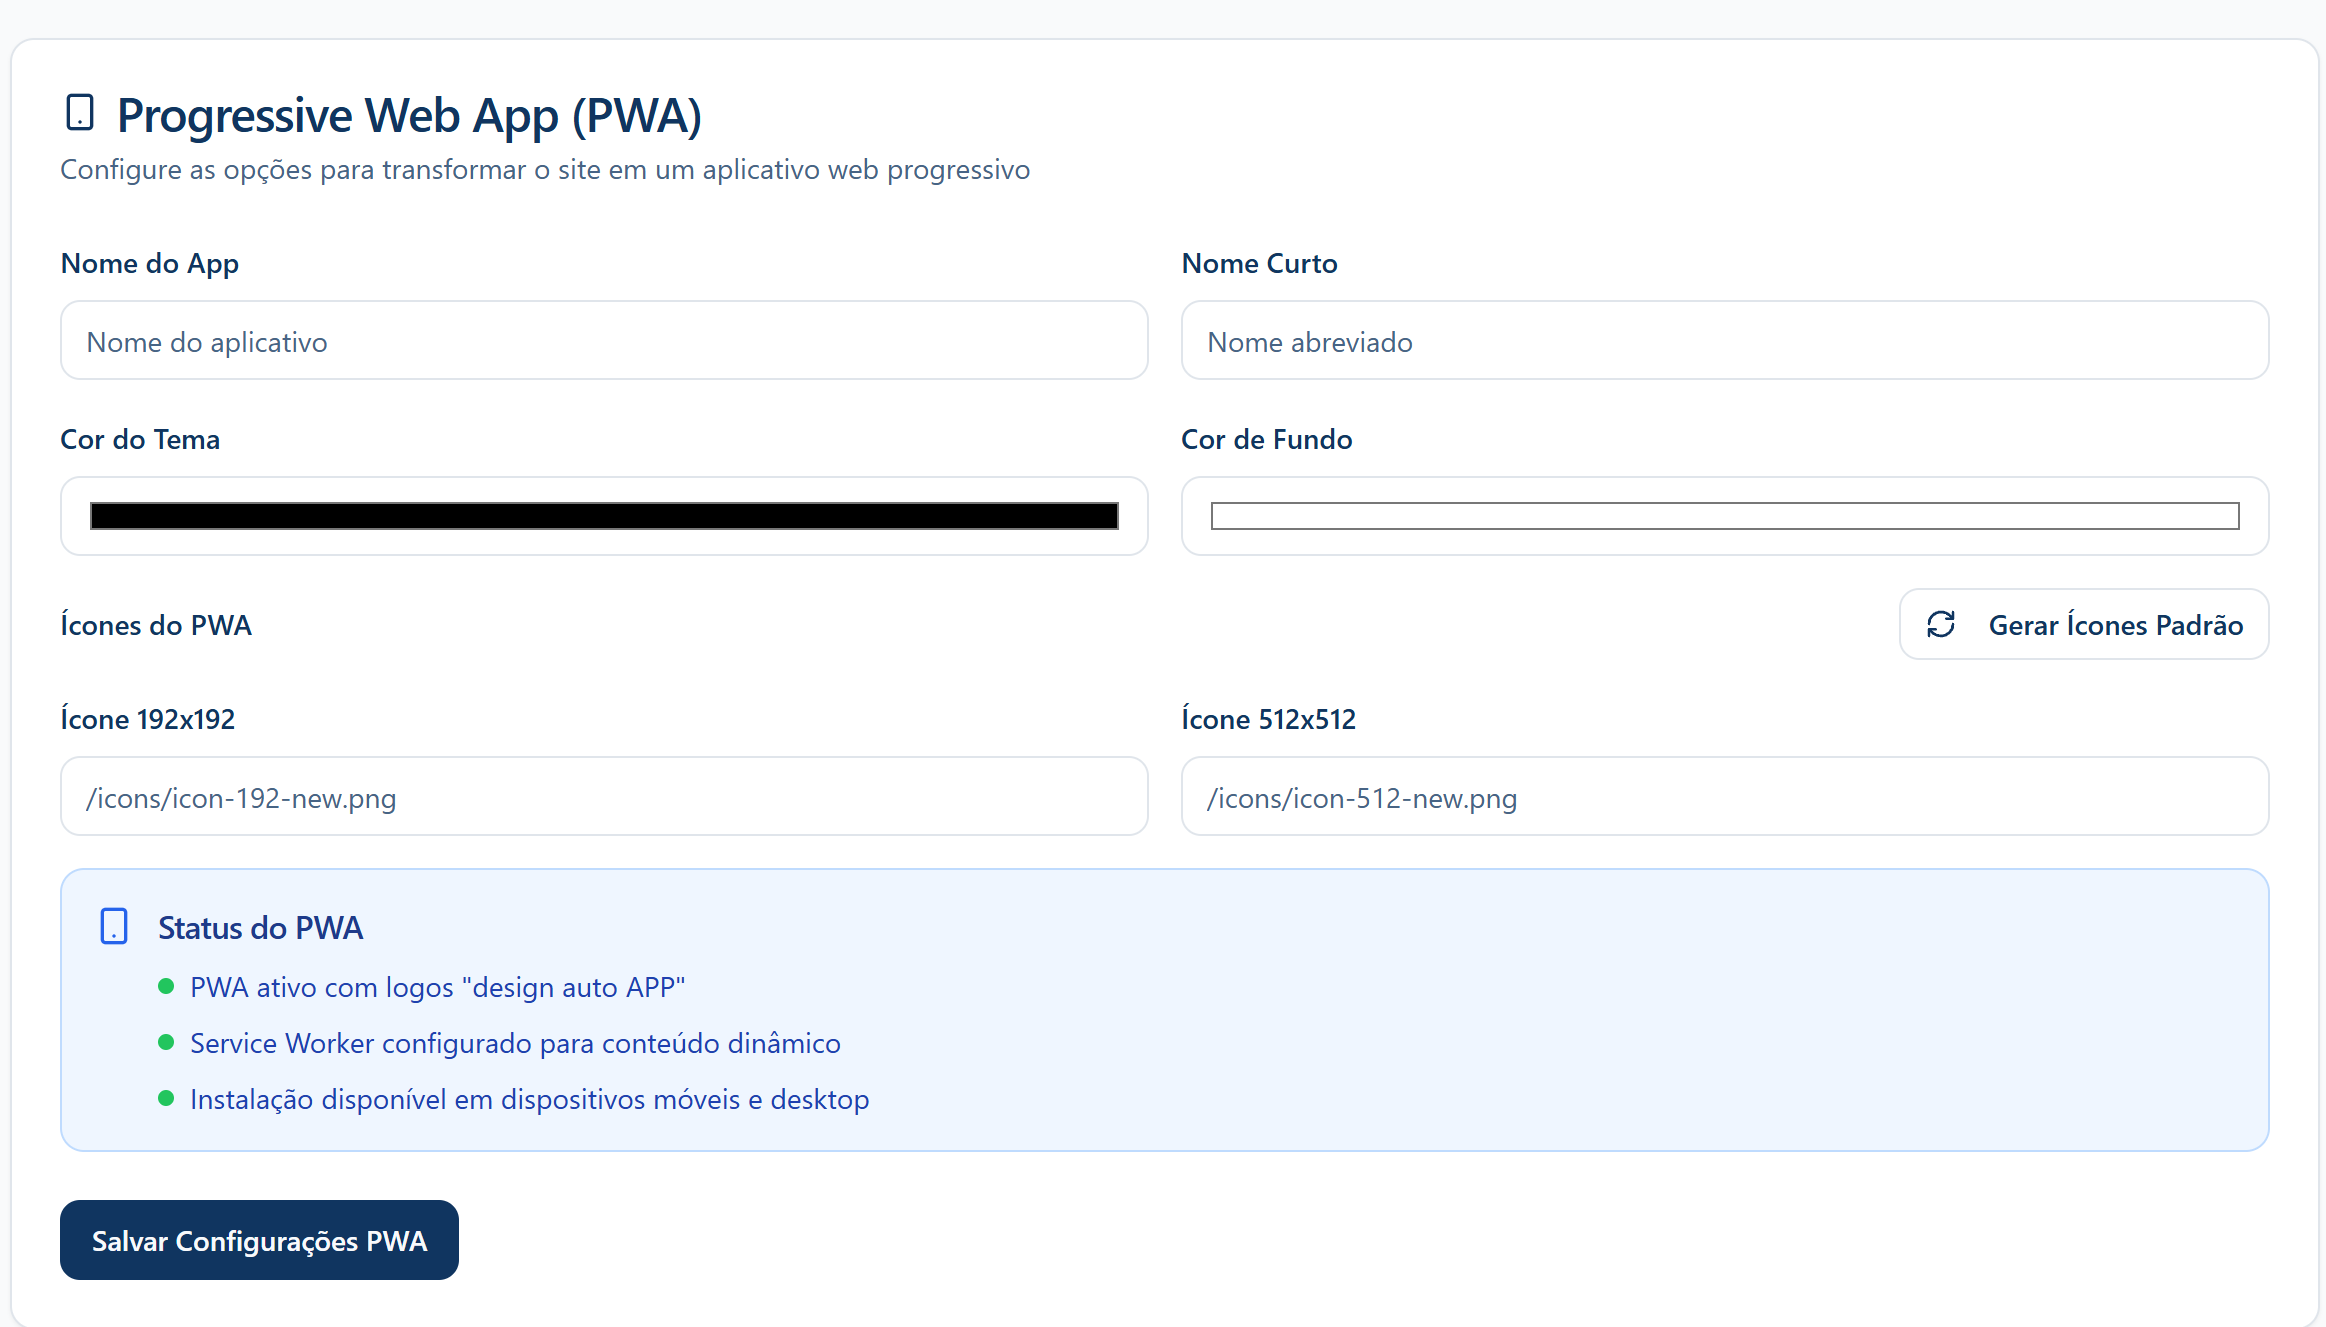 Progressive Web App (PWA)
Configure as opções para transformar o site em um aplicativo web progressivo
Nome do App
Nome Curto
Nome do aplicativo
Nome abreviado
Cor do Tema
Cor de Fundo
Ícones do PWA
Gerar Ícones Padrão
Ícone 192x192
Ícone 512x512
/icons/icon-192-new.png
/icons/icon-512-new.png
Status do PWA
PWA ativo com logos "design auto APP"
Service Worker configurado para conteúdo dinâmico
Instalação disponível em dispositivos móveis e desktop
Salvar Configurações PWA